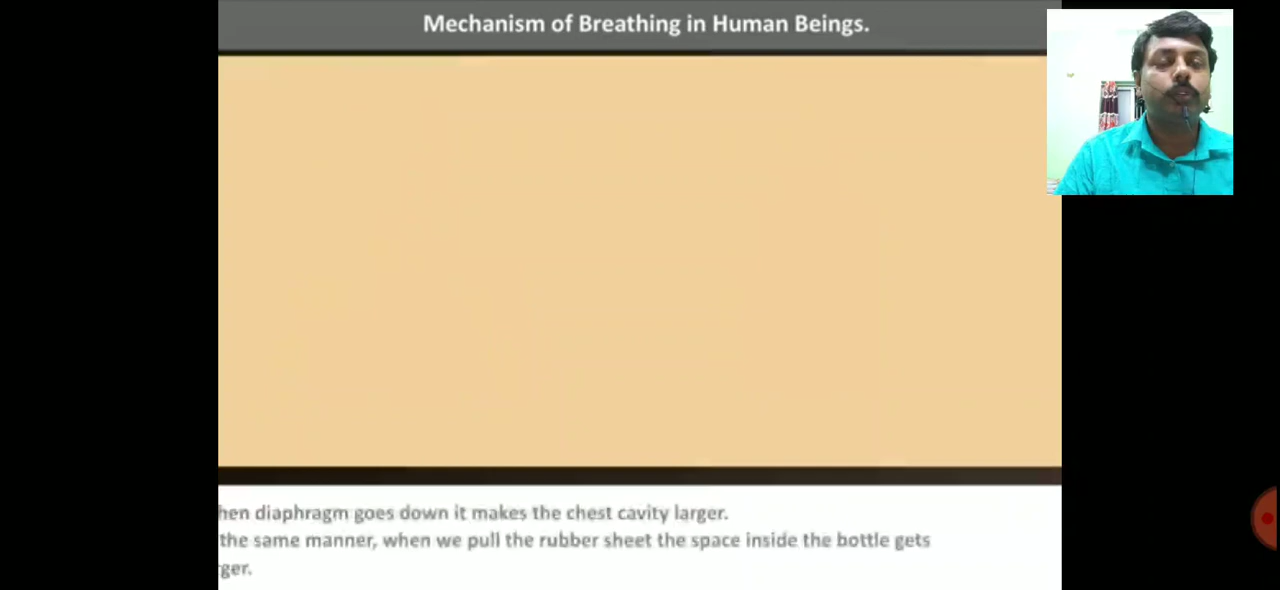 Mechanism of Breathing in Human Beings.
hen diaphragm goes down it makes the chest cavity larger.
the same manner, when we pull the rubber sheet the space inside the bottle gets
ger.